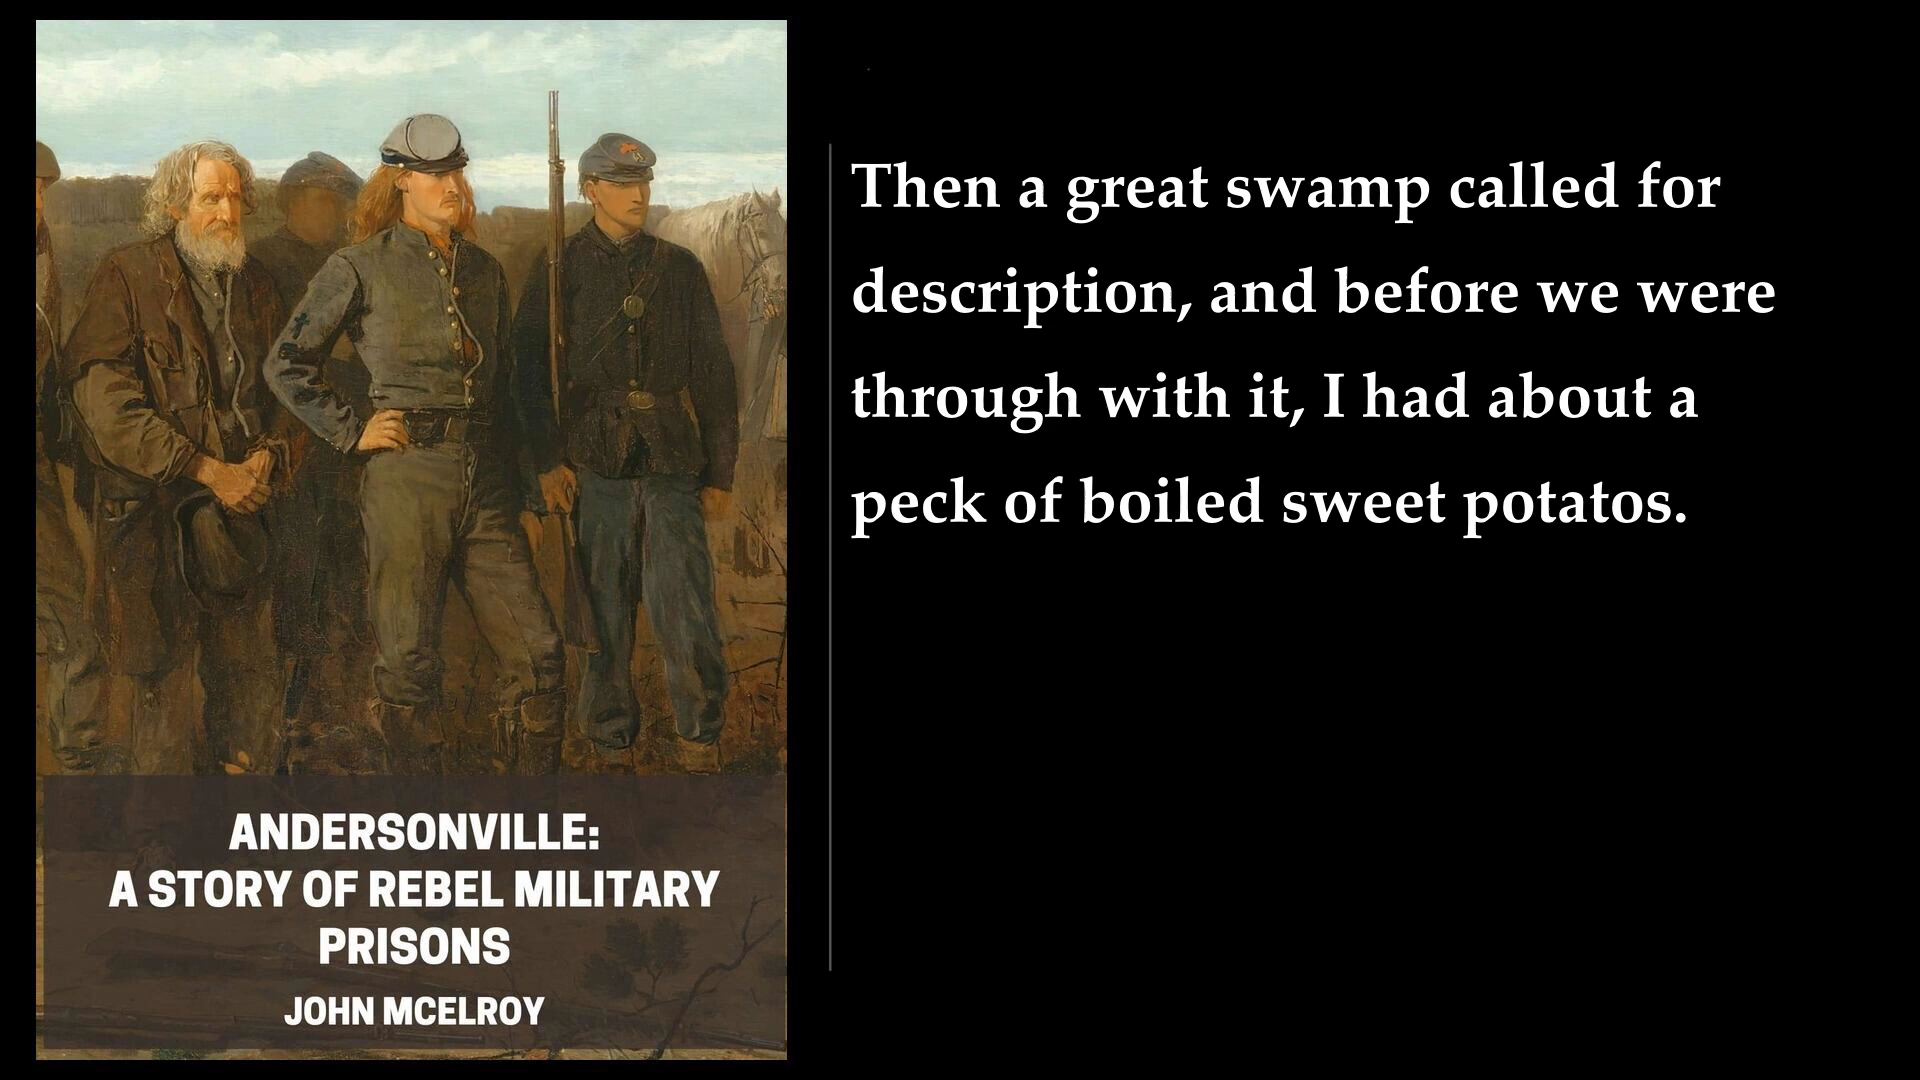 Then a great swamp called for
description, and before we were
through with it, I had about a
peck of boiled sweet potatos.
ANDERSONVILLE:
A STORY OF REBEL MILITARY
PRISONS
JOHN MCELROY